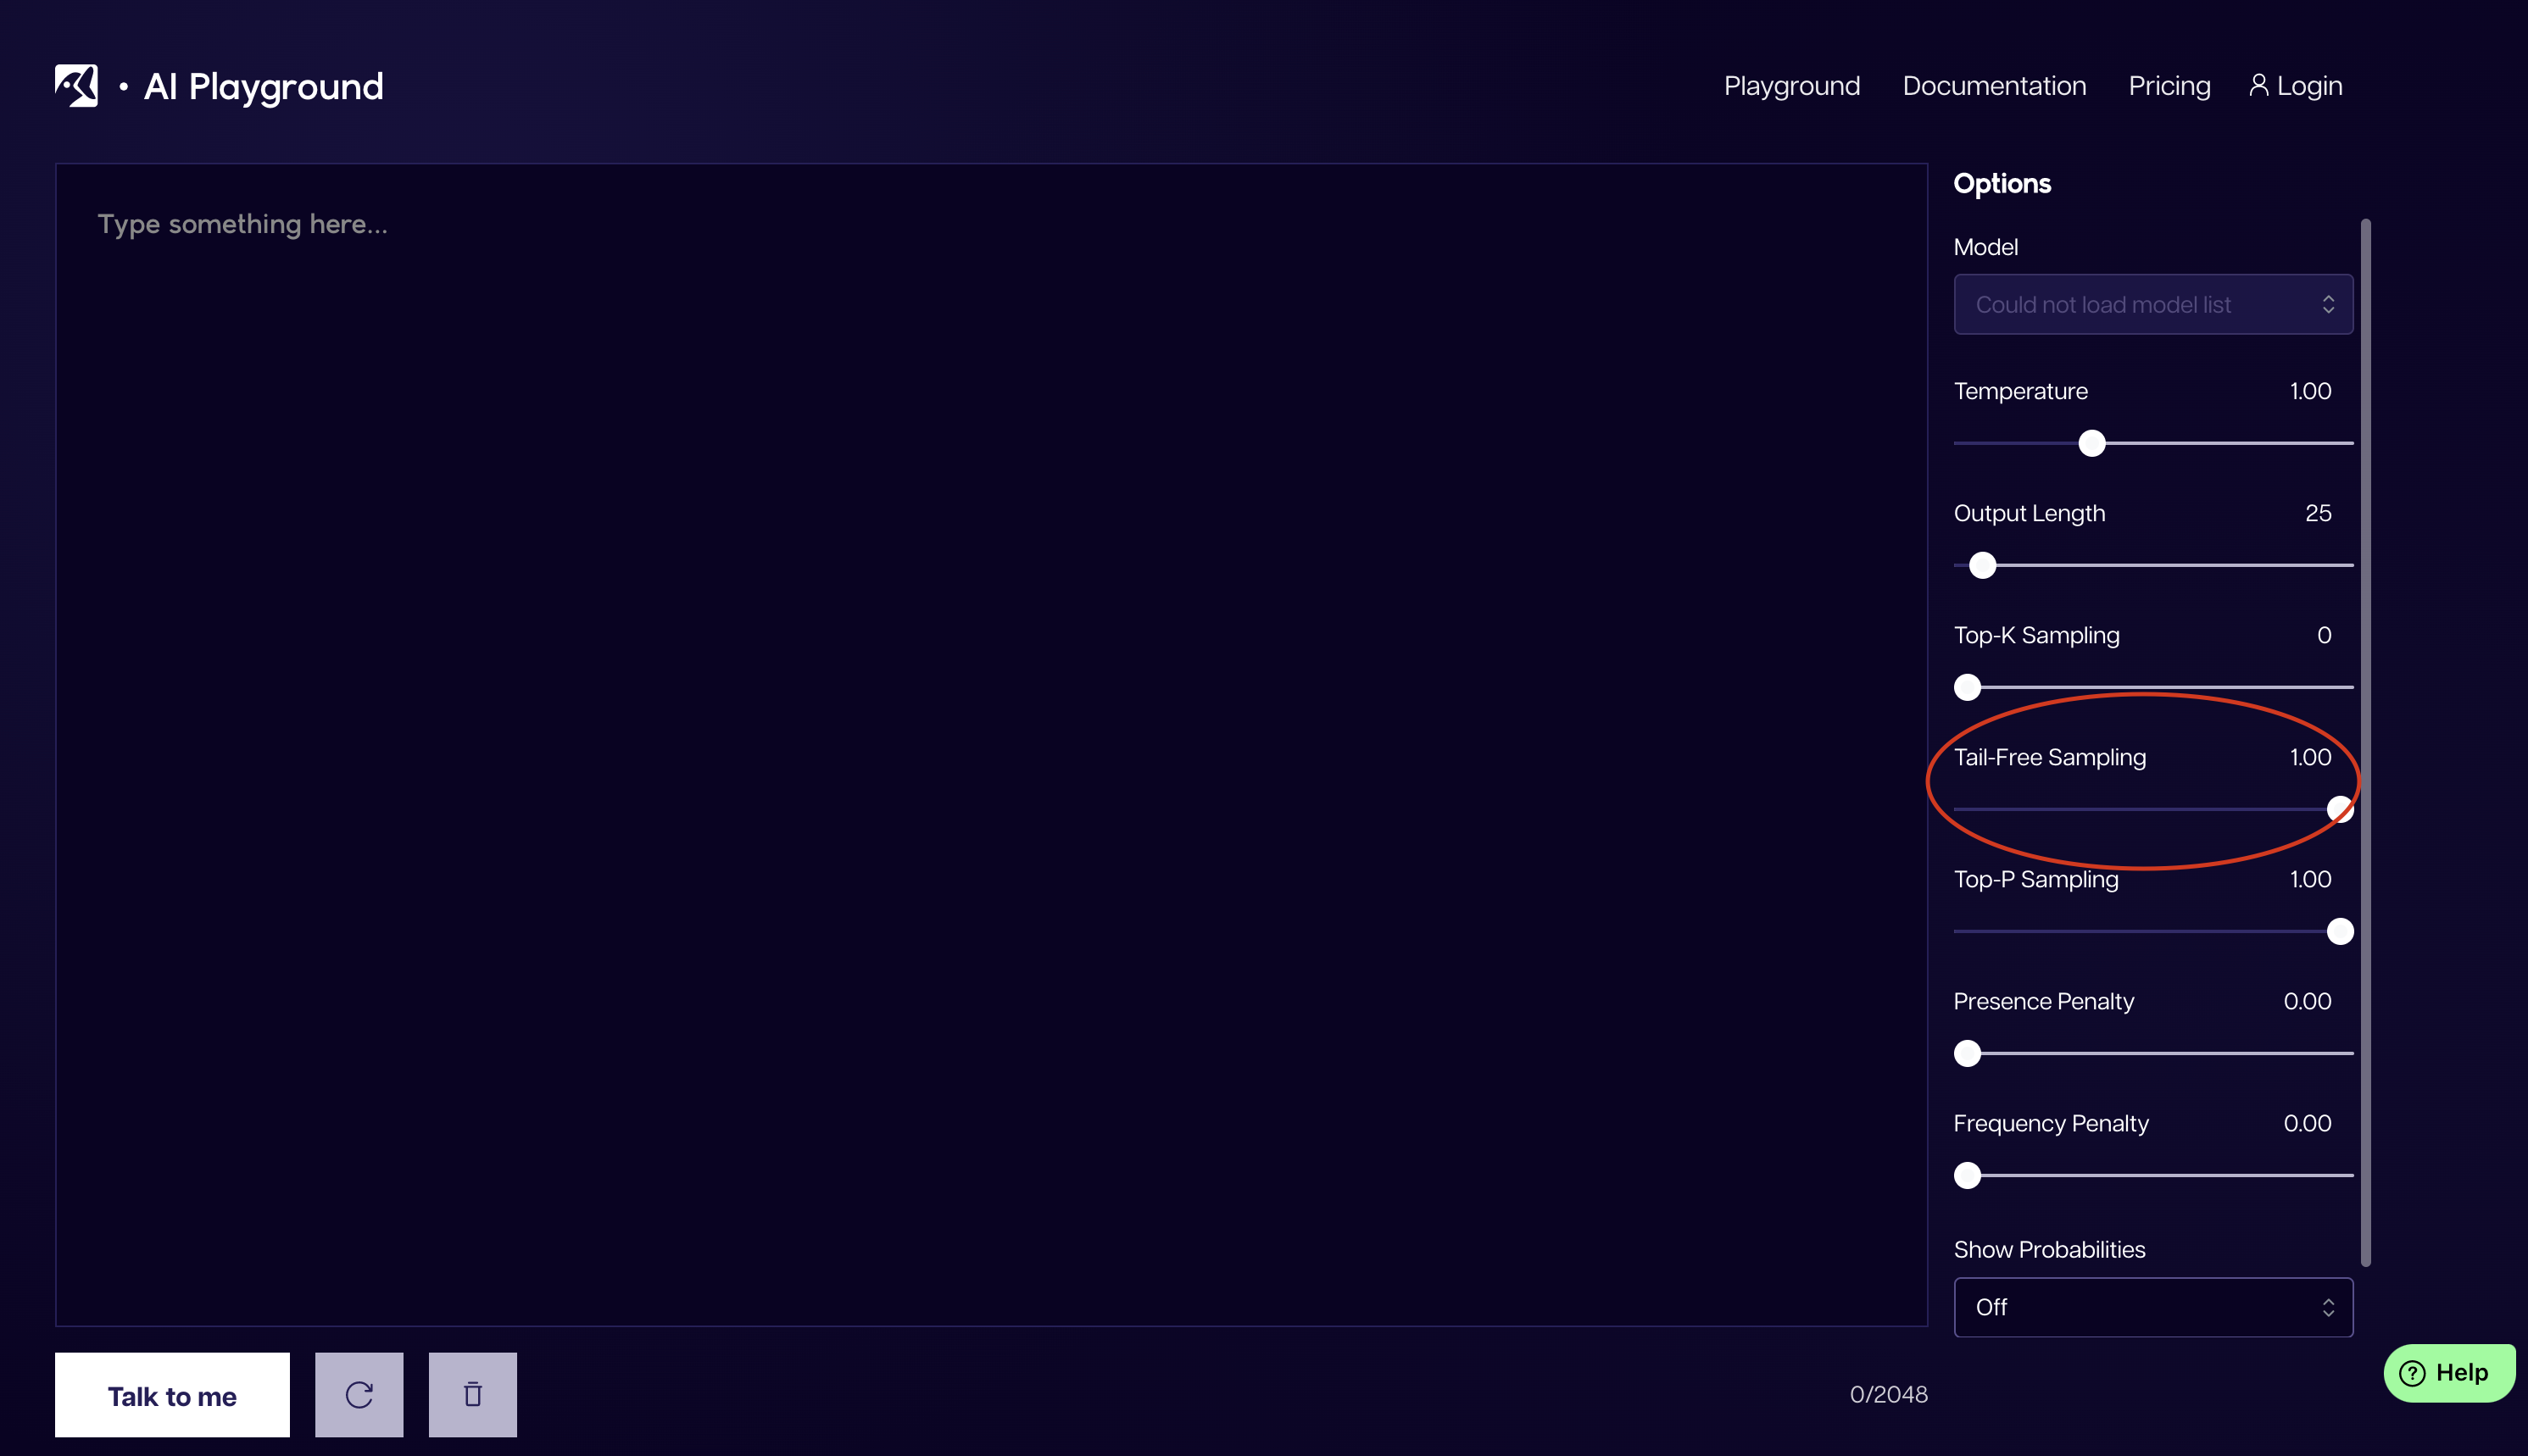 • AI Playground
Playground Documentation Pricing Login
Type something here...
Options
Model
Could not load model list
Temperature 1.00
Output Length 25
Top-K Sampling 0
Tail-Free Sampling 1.00
Top-P Sampling 1.00
Presence Penalty 0.00
Frequency Penalty 0.00
Show Probabilities
Off
Talk to me
0/2048
? Help